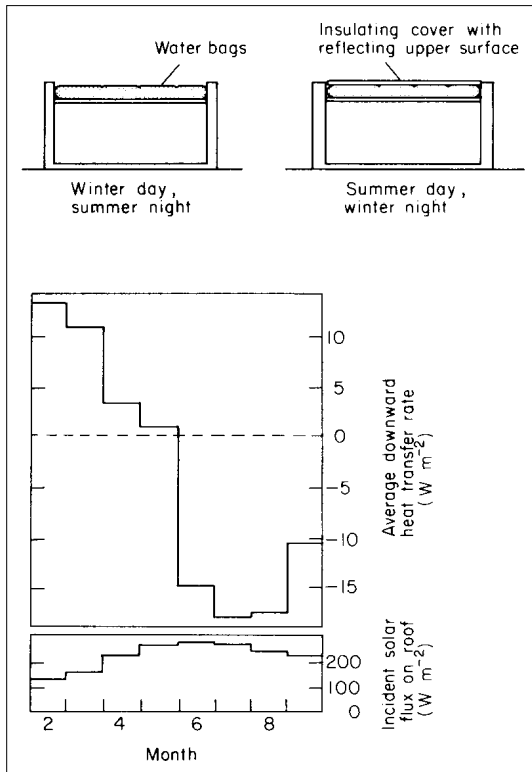 Water bags
Insulating cover with
reflecting upper surface
Winter day,
summer night
Summer day,
winter night
10
5
0
-5
-10
-15
Average downward
heat transfer rate
(W m⁻²)
200
100
0
Incident solar
flux on roof
(W m⁻²)
2 4 6 8
Month